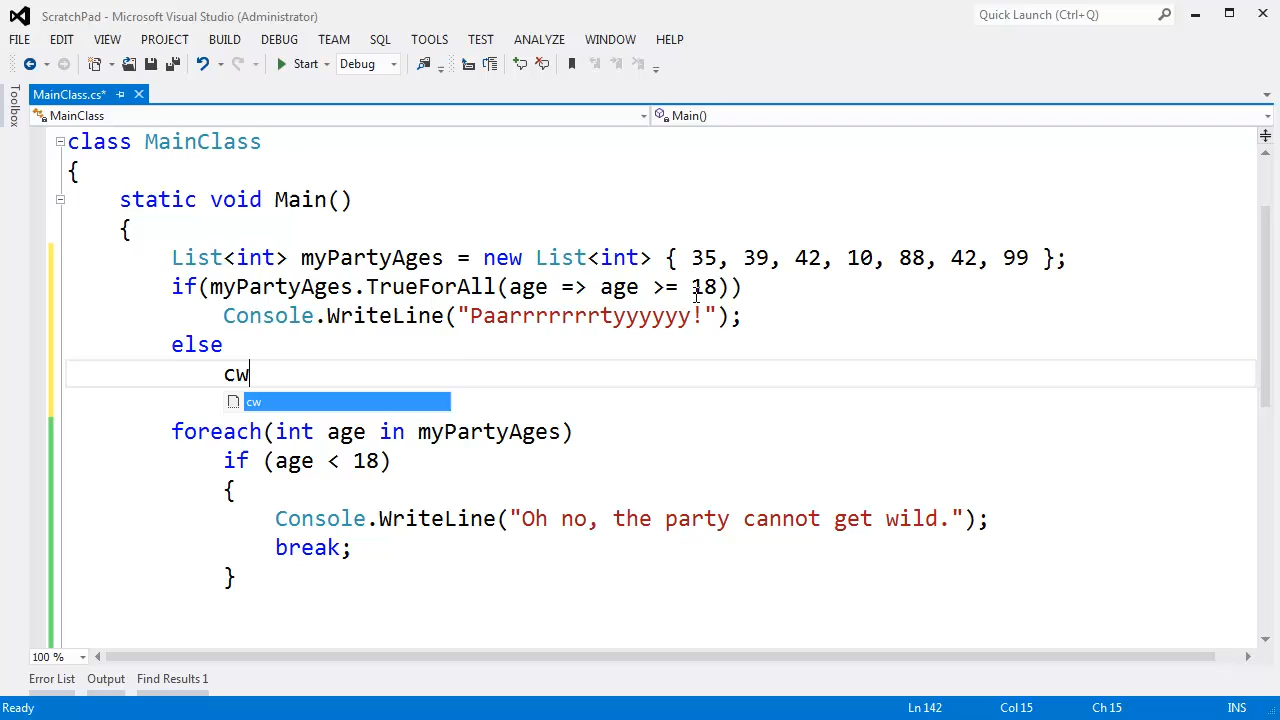 ScratchPad - Microsoft Visual Studio (Administrator)
Quick Launch (Ctrl+Q)
FILE EDIT VIEW PROJECT BUILD DEBUG TEAM SQL TOOLS TEST ANALYZE WINDOW HELP
Start Debug
Toolbox
MainClass.cs*
MainClass Main()
class MainClass
{
static void Main()
{
List<int> myPartyAges = new List<int> { 35, 39, 42, 10, 88, 42, 99 };
if(myPartyAges.TrueForAll(age => age >= 18))
Console.WriteLine("Paarrrrrrrtyyyyyy!");
else
cw
cw
foreach(int age in myPartyAges)
if (age < 18)
{
Console.WriteLine("Oh no, the party cannot get wild.");
break;
}
100 %
Error List Output Find Results 1
Ready Ln 142 Col 15 Ch 15 INS